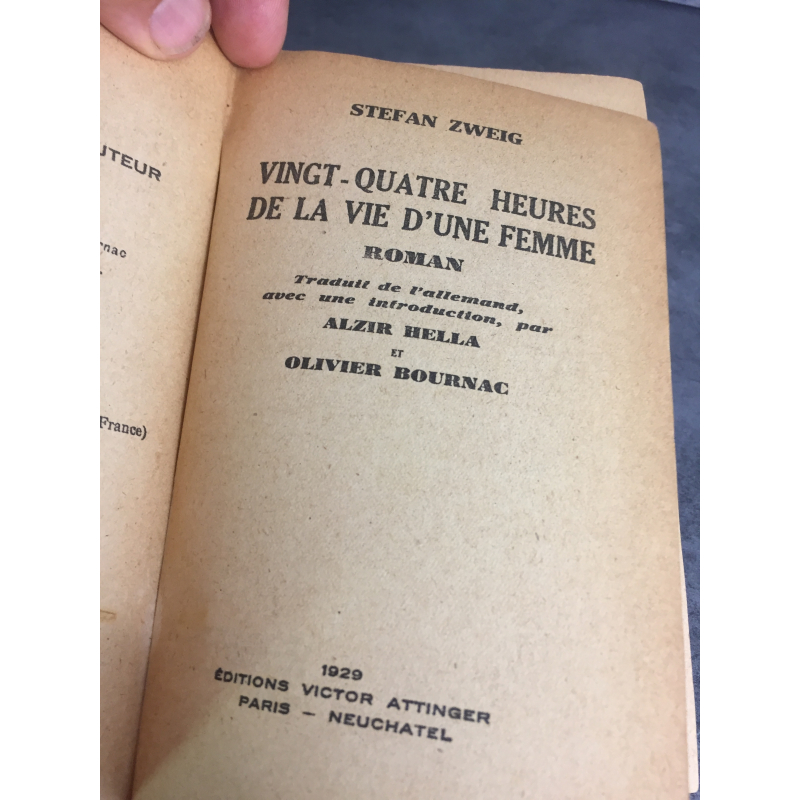 UTEUR
rnac
France)
STEFAN ZWEIG
VINGT-QUATRE HEURES
DE LA VIE D'UNE FEMME
ROMAN
Traduit de l'allemand,
avec une introduction, par
ALZIR HELLA
ET
OLIVIER BOURNAC
1929
ÉDITIONS VICTOR ATTINGER
PARIS – NEUCHATEL